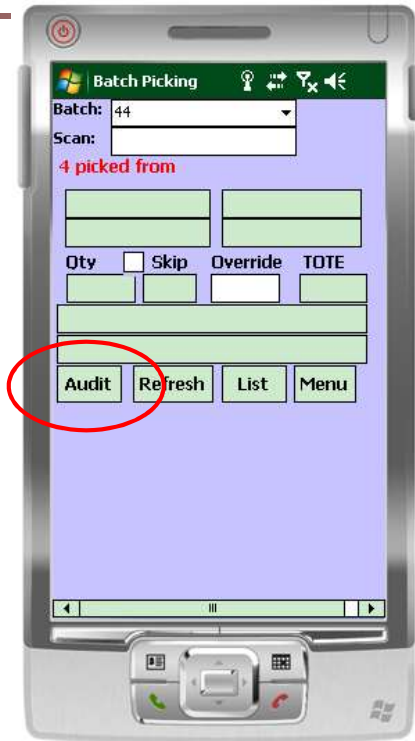 Batch Picking
Batch: 44
Scan:
4 picked from
Qty Skip Override TOTE
Audit Refresh List Menu